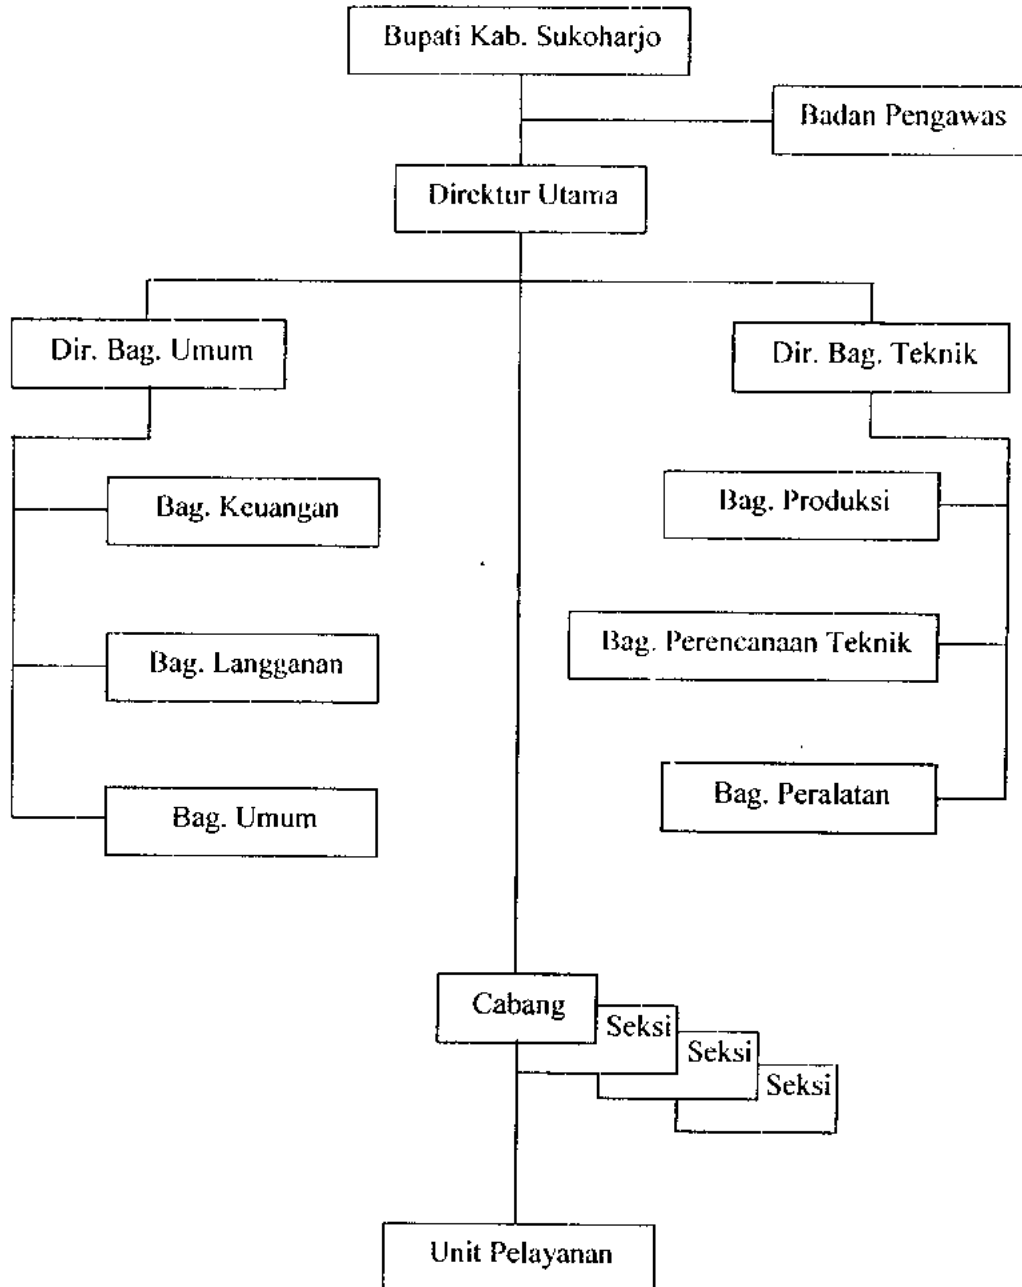 Bupati Kab. Sukoharjo
Badan Pengawas
Direktur Utama
Dir. Bag. Umum
Dir. Bag. Teknik
Bag. Keuangan
Bag. Produksi
Bag. Langganan
Bag. Perencanaan Teknik
Bag. Umum
Bag. Peralatan
Cabang
Seksi
Seksi
Seksi
Unit Pelayanan